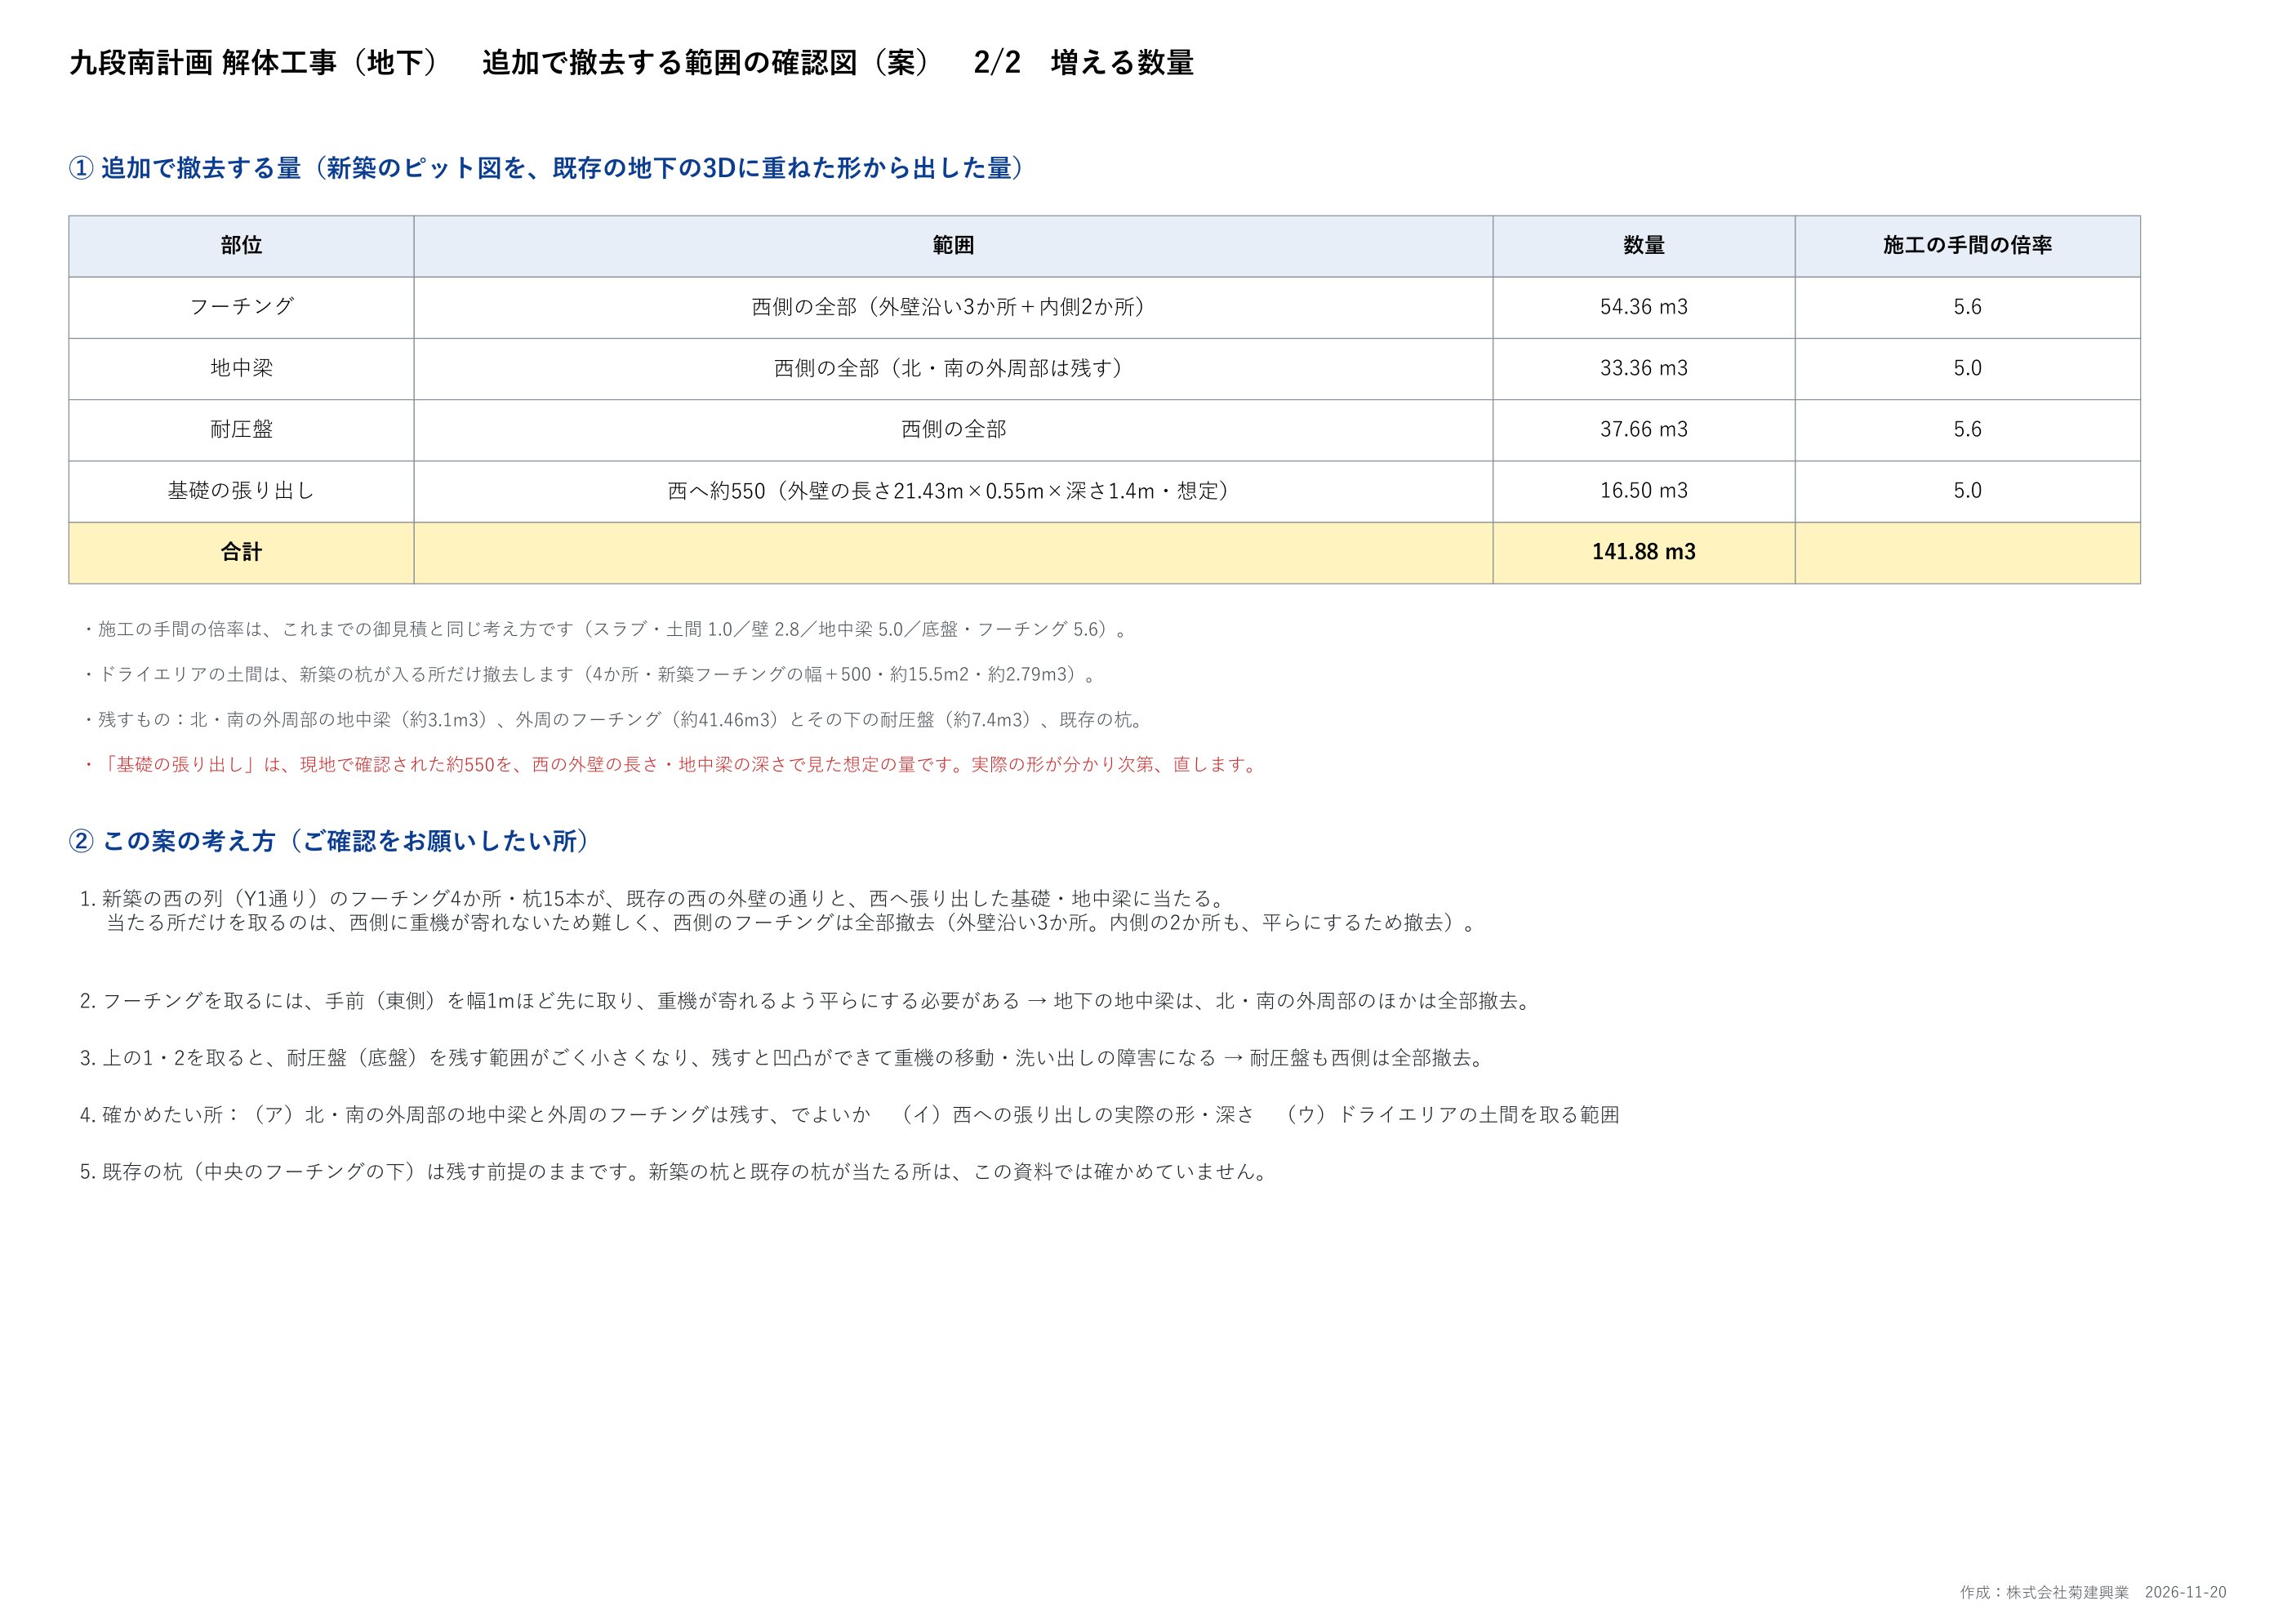 九段南計画 解体工事（地下）　追加で撤去する範囲の確認図（案）　2/2　増える数量
① 追加で撤去する量（新築のピット図を、既存の地下の3Dに重ねた形から出した量）
部位　範囲　数量　施工の手間の倍率
フーチング　西側の全部（外壁沿い3か所＋内側2か所）　54.36 m3　5.6
地中梁　西側の全部（北・南の外周部は残す）　33.36 m3　5.0
耐圧盤　西側の全部　37.66 m3　5.6
基礎の張り出し　西へ約550（外壁の長さ21.43m×0.55m×深さ1.4m・想定）　16.50 m3　5.0
合計　141.88 m3
・施工の手間の倍率は、これまでの御見積と同じ考え方です（スラブ・土間 1.0／壁 2.8／地中梁 5.0／底盤・フーチング 5.6）。
・ドライエリアの土間は、新築の杭が入る所だけ撤去します（4か所・新築フーチングの幅＋500・約15.5m2・約2.79m3）。
・残すもの：北・南の外周部の地中梁（約3.1m3）、外周のフーチング（約41.46m3）とその下の耐圧盤（約7.4m3）、既存の杭。
・「基礎の張り出し」は、現地で確認された約550を、西の外壁の長さ・地中梁の深さで見た想定の量です。実際の形が分かり次第、直します。
② この案の考え方（ご確認をお願いしたい所）
1. 新築の西の列（Y1通り）のフーチング4か所・杭15本が、既存の西の外壁の通りと、西へ張り出した基礎・地中梁に当たる。
当たる所だけを取るのは、西側に重機が寄れないため難しく、西側のフーチングは全部撤去（外壁沿い3か所。内側の2か所も、平らにするため撤去）。
2. フーチングを取るには、手前（東側）を幅1mほど先に取り、重機が寄れるよう平らにする必要がある → 地下の地中梁は、北・南の外周部のほかは全部撤去。
3. 上の1・2を取ると、耐圧盤（底盤）を残す範囲がごく小さくなり、残すと凹凸ができて重機の移動・洗い出しの障害になる → 耐圧盤も西側は全部撤去。
4. 確かめたい所：（ア）北・南の外周部の地中梁と外周のフーチングは残す、でよいか　（イ）西への張り出しの実際の形・深さ　（ウ）ドライエリアの土間を取る範囲
5. 既存の杭（中央のフーチングの下）は残す前提のままです。新築の杭と既存の杭が当たる所は、この資料では確かめていません。
作成：株式会社菊建興業　2026-11-20